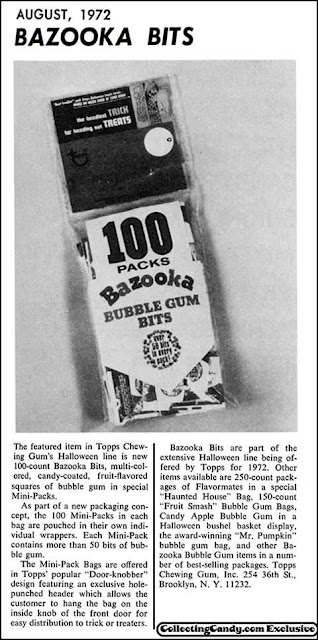 AUGUST, 1972
BAZOOKA BITS
the headiest TRICK
for heading out TREATS
100
PACKS
Bazooka
BUBBLE GUM
BITS
over
50 bits
in every
pack!
The featured item in Topps Chew-
ing Gum's Halloween line is new
100-count Bazooka Bits, multi-col-
ored, candy-coated, fruit-flavored
squares of bubble gum in special
Mini-Packs.
As part of a new packaging con-
cept, the 100 Mini-Packs in each
bag are pouched in their own indi-
vidual wrappers. Each Mini-Pack
contains more than 50 bits of bub-
ble gum.
The Mini-Pack Bags are offered
in Topps' popular "Door-knobber"
design featuring an exclusive hole-
punched header which allows the
customer to hang the bag on the
inside knob of the front door for
easy distribution to trick or treaters.
Bazooka Bits are part of the
extensive Halloween line being of-
fered by Topps for 1972. Other
items available are 250-count pack-
ages of Flavormates in a special
"Haunted House" Bag, 150-count
"Fruit Smash" Bubble Gum Bags,
Candy Apple Bubble Gum in a
Halloween bushel basket display,
the award-winning "Mr. Pumpkin"
bubble gum bag, and other Ba-
zooka Bubble Gum items in a num-
ber of best-selling packages. Topps
Chewing Gum, Inc. 254 36th St.,
Brooklyn, N. Y. 11232.
CollectingCandy.com Exclusive